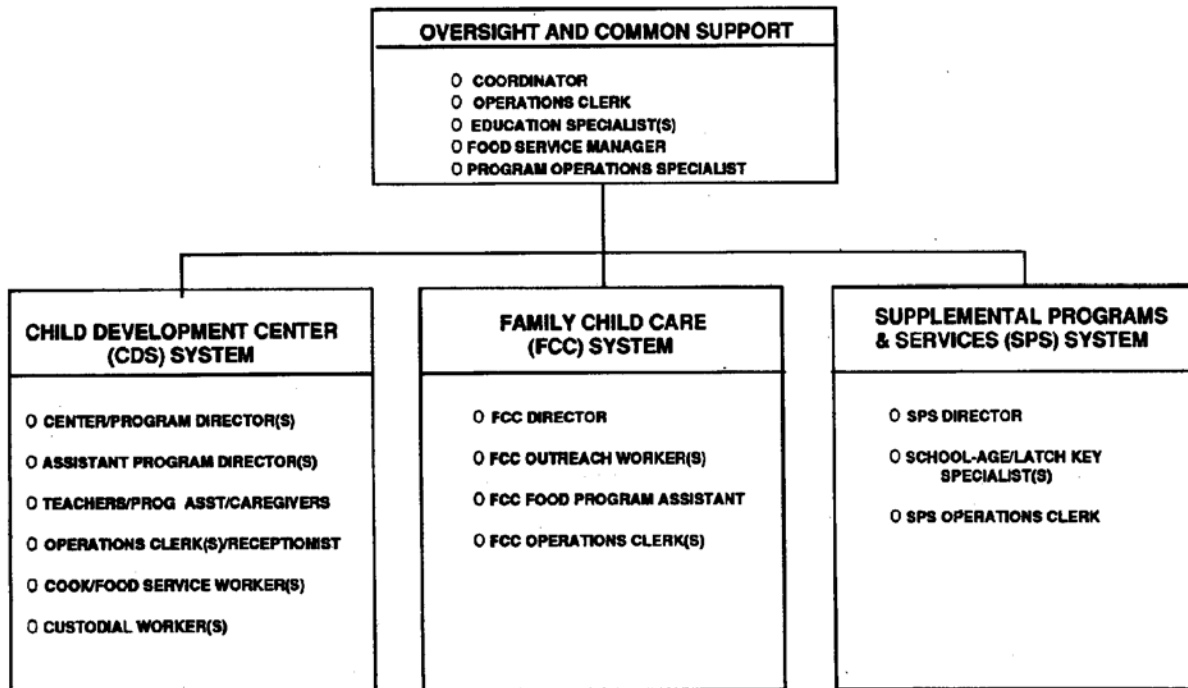 OVERSIGHT AND COMMON SUPPORT
O COORDINATOR
O OPERATIONS CLERK
O EDUCATION SPECIALIST(S)
O FOOD SERVICE MANAGER
O PROGRAM OPERATIONS SPECIALIST
CHILD DEVELOPMENT CENTER
(CDS) SYSTEM
O CENTER/PROGRAM DIRECTOR(S)
O ASSISTANT PROGRAM DIRECTOR(S)
O TEACHERS/PROG ASST/CAREGIVERS
O OPERATIONS CLERK(S)/RECEPTIONIST
O COOK/FOOD SERVICE WORKER(S)
O CUSTODIAL WORKER(S)
FAMILY CHILD CARE
(FCC) SYSTEM
O FCC DIRECTOR
O FCC OUTREACH WORKER(S)
O FCC FOOD PROGRAM ASSISTANT
O FCC OPERATIONS CLERK(S)
SUPPLEMENTAL PROGRAMS
& SERVICES (SPS) SYSTEM
O SPS DIRECTOR
O SCHOOL-AGE/LATCH KEY
SPECIALIST(S)
O SPS OPERATIONS CLERK